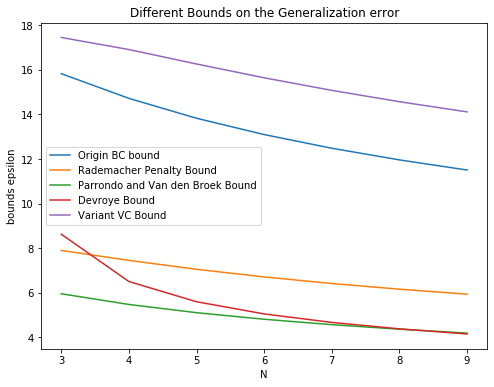 Different Bounds on the Generalization error
18
16
14
12
10
8
6
4
bounds epsilon
Origin BC bound
Rademacher Penalty Bound
Parrondo and Van den Broek Bound
Devroye Bound
Variant VC Bound
3 4 5 6 7 8 9
N